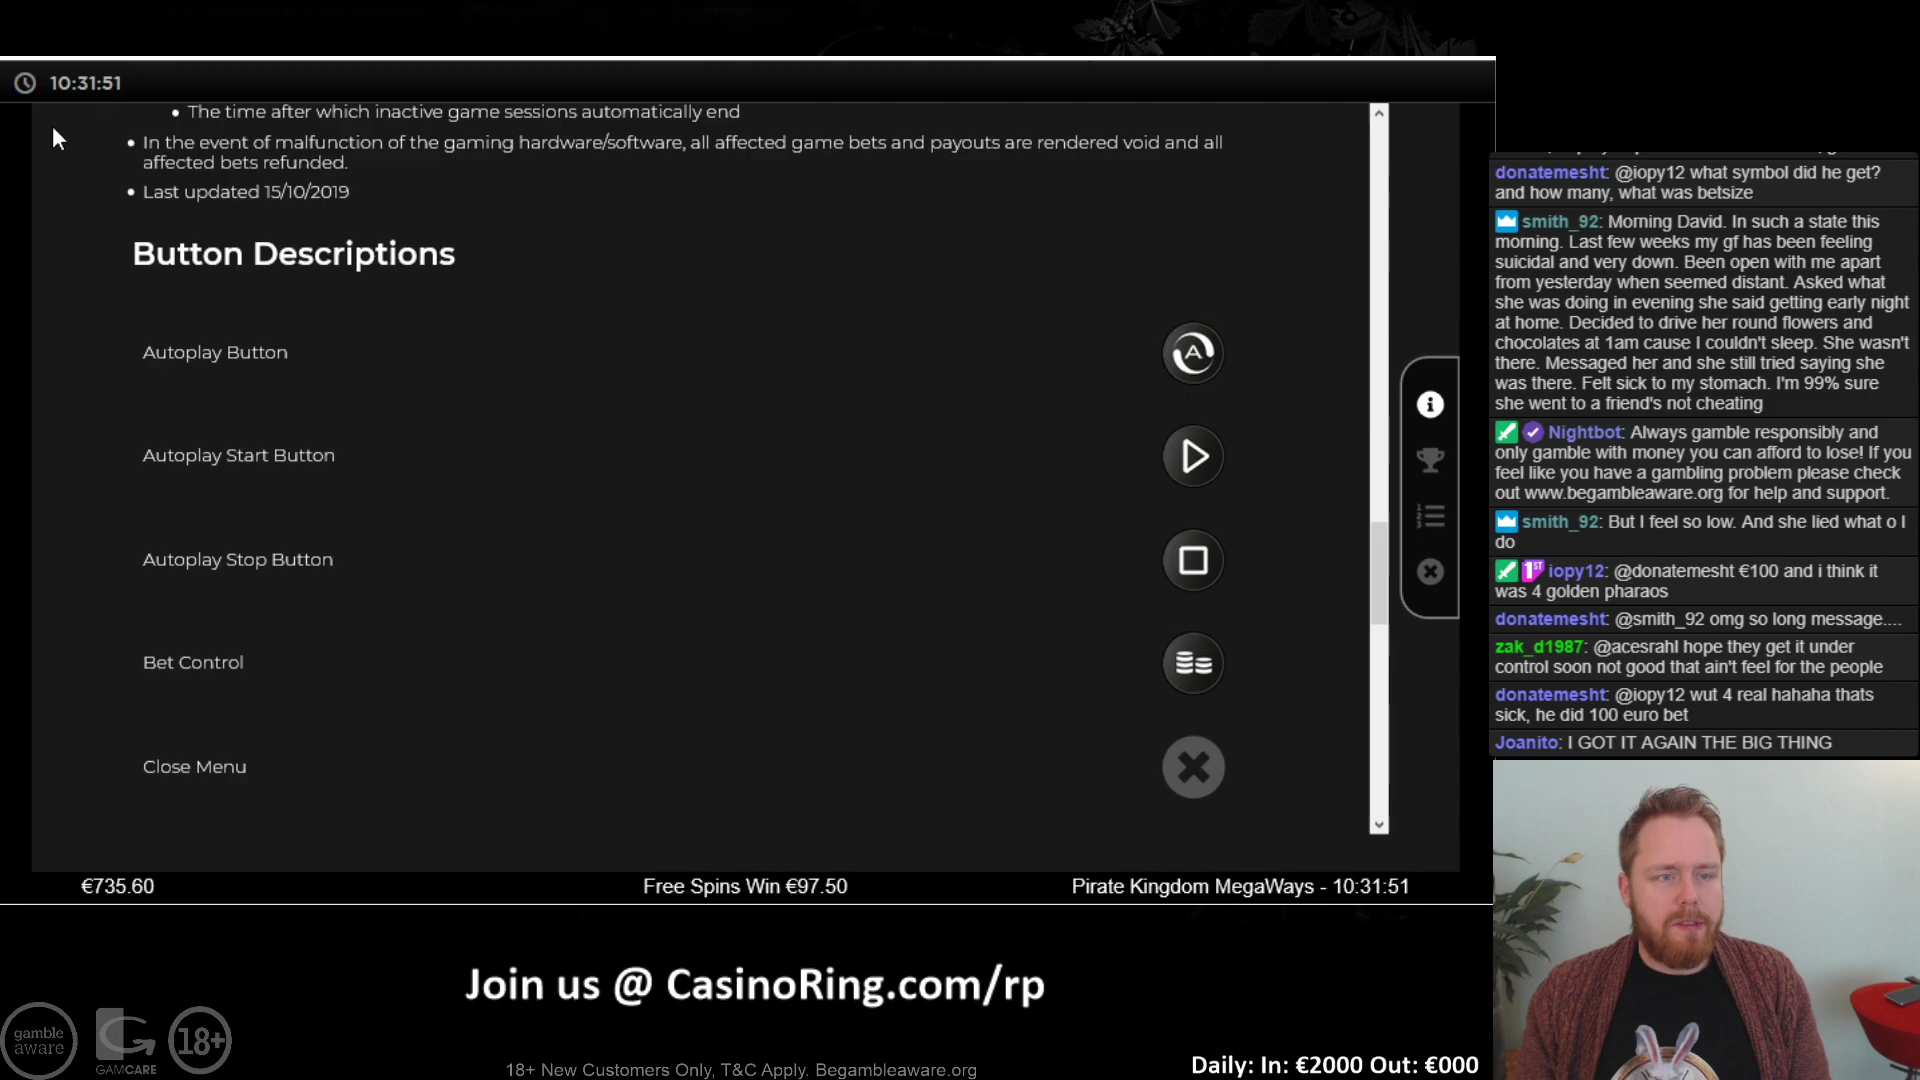 10:31:51
The time after which inactive game sessions automatically end
In the event of malfunction of the gaming hardware/software, all affected game bets and payouts are rendered void and all
affected bets refunded.
Last updated 15/10/2019
Button Descriptions
Autoplay Button
A
Autoplay Start Button
Autoplay Stop Button
Bet Control
Close Menu
€735.60
Free Spins Win €97.50
Pirate Kingdom MegaWays - 10:31:51
donatemesht: @iopy12 what symbol did he get?
and how many, what was betsize
smith_92: Morning David. In such a state this
morning. Last few weeks my gf has been feeling
suicidal and very down. Been open with me apart
from yesterday when seemed distant. Asked what
she was doing in evening she said getting early night
at home. Decided to drive her round flowers and
chocolates at 1am cause I couldn't sleep. She wasn't
there. Messaged her and she still tried saying she
was there. Felt sick to my stomach. I'm 99% sure
she went to a friend's not cheating
Nightbot: Always gamble responsibly and
only gamble with money you can afford to lose! If you
feel like you have a gambling problem please check
out www.begambleaware.org for help and support.
smith_92: But I feel so low. And she lied what o I
do
1ST iopy12: @donatemesht €100 and i think it
was 4 golden pharaos
donatemesht: @smith_92 omg so long message....
zak_d1987: @acesrahl hope they get it under
control soon not good that ain't feel for the people
donatemesht: @iopy12 wut 4 real hahaha thats
sick, he did 100 euro bet
Joanito: I GOT IT AGAIN THE BIG THING
Join us @ CasinoRing.com/rp
gamble
aware
GAMCARE
18+
18+ New Customers Only, T&C Apply. Begambleaware.org
Daily: In: €2000 Out: €000